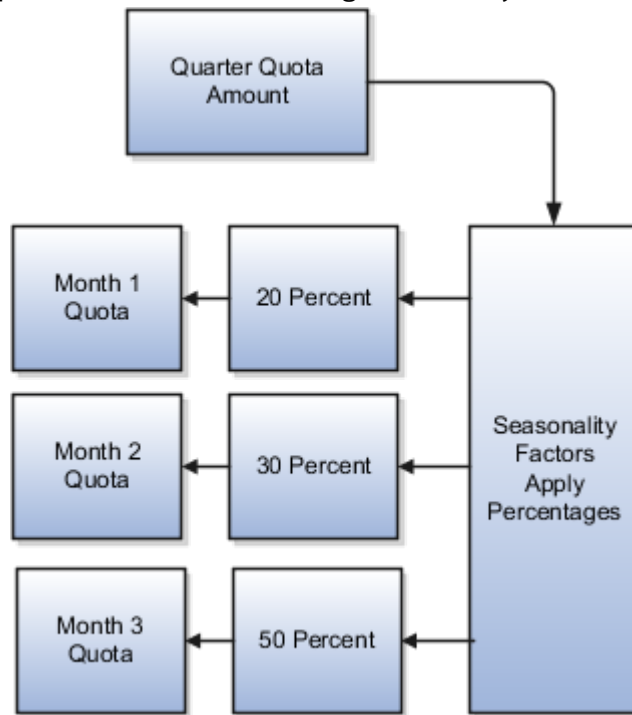 Quarter Quota
Amount
Month 1
Quota
20 Percent
Month 2
Quota
30 Percent
Month 3
Quota
50 Percent
Seasonality
Factors
Apply
Percentages